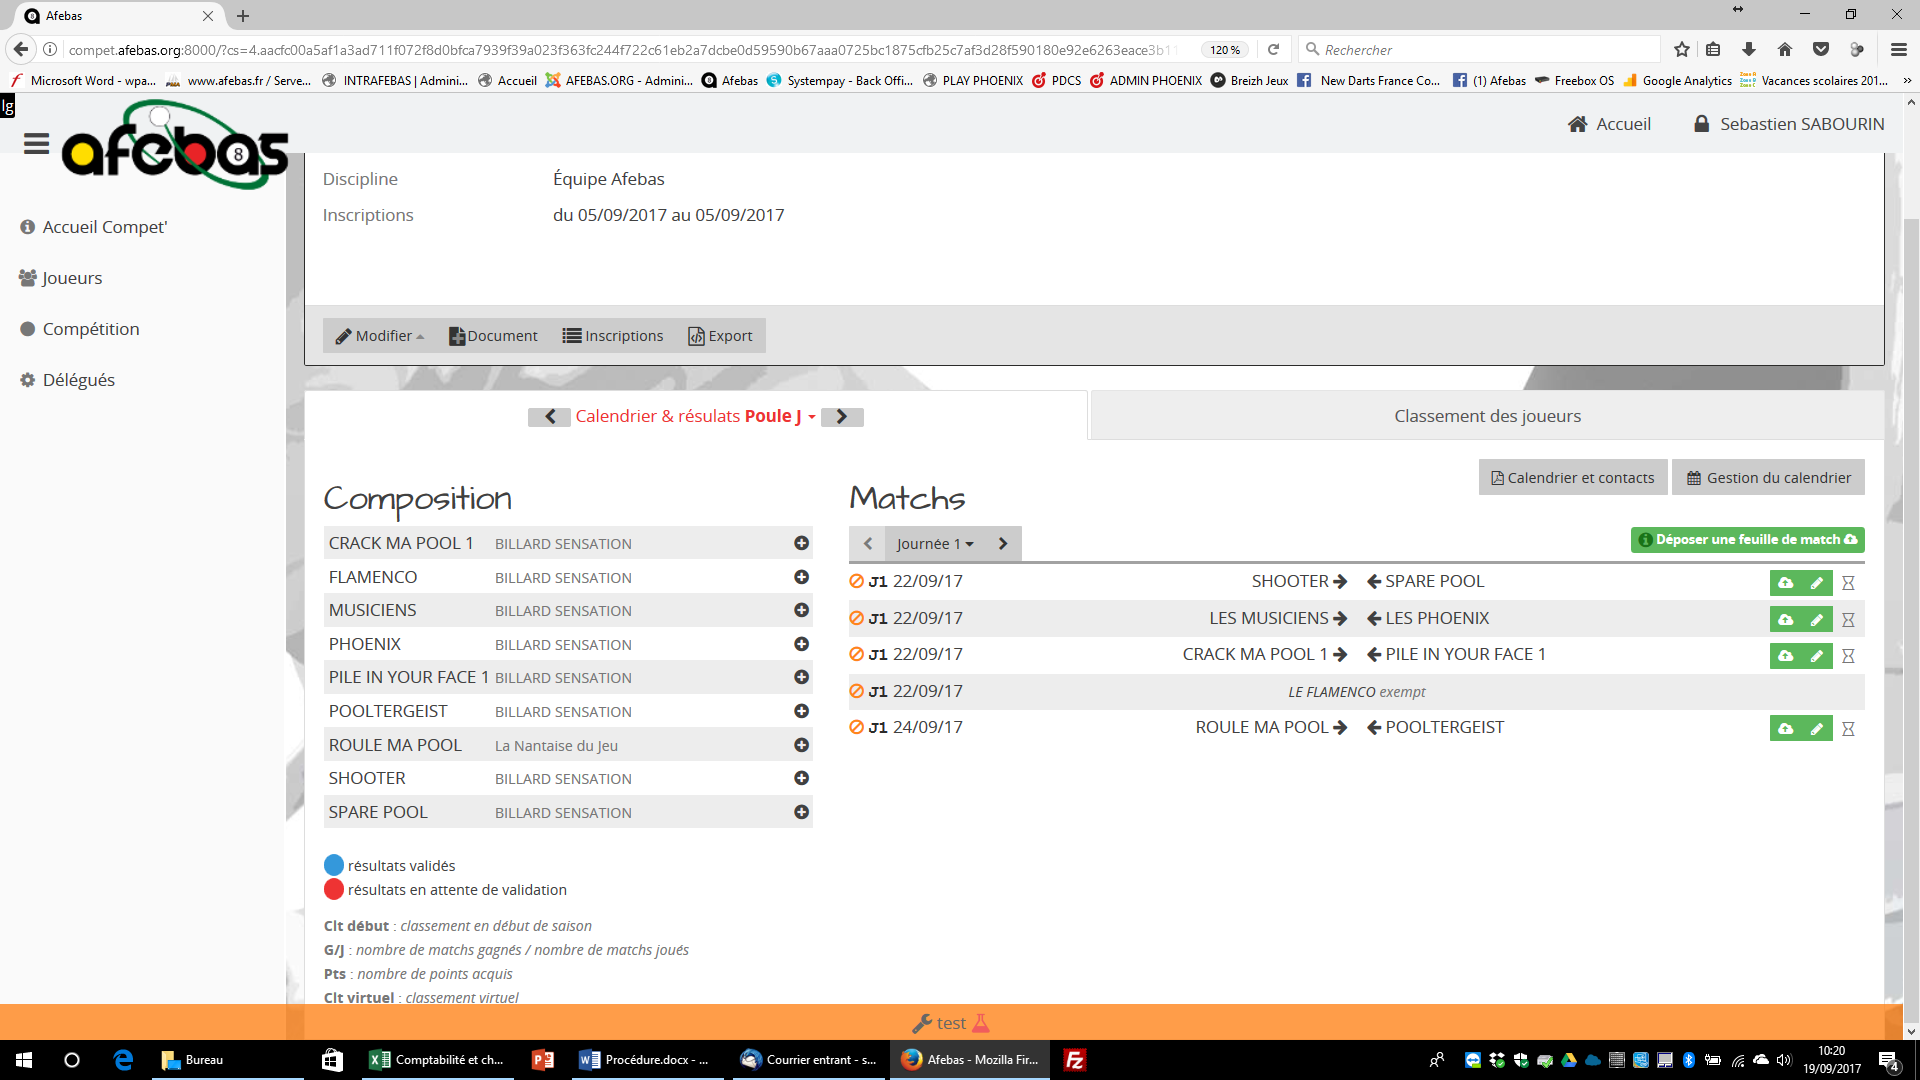 Afebas
compet.afebas.org:8000/?cs=4.aacfc00a5af1a3ad711f072f8d0bfca7939f39a023f363fc244f722c61eb2a7dcbe0d59590b67aaa0725bc1875cfb25c7af3d28f590180e92e6263eace3b11
120 %
Rechercher
Microsoft Word - wpa...
www.afebas.fr / Serve...
INTRAFEBAS | Admini...
Accueil
AFEBAS.ORG - Admini...
Afebas
Systempay - Back Offi...
PLAY PHOENIX
PDCS
ADMIN PHOENIX
Breizh Jeux
New Darts France Co...
(1) Afebas
Freebox OS
Google Analytics
Vacances scolaires 201...
lg
afebas 8
Accueil
Sebastien SABOURIN
Accueil Compet'
Joueurs
Compétition
Délégués
Discipline Équipe Afebas
Inscriptions du 05/09/2017 au 05/09/2017
Modifier Document Inscriptions Export
Calendrier & résulats Poule J
Classement des joueurs
Calendrier et contacts
Gestion du calendrier
Composition
CRACK MA POOL 1 BILLARD SENSATION
FLAMENCO BILLARD SENSATION
MUSICIENS BILLARD SENSATION
PHOENIX BILLARD SENSATION
PILE IN YOUR FACE 1 BILLARD SENSATION
POOLTERGEIST BILLARD SENSATION
ROULE MA POOL La Nantaise du Jeu
SHOOTER BILLARD SENSATION
SPARE POOL BILLARD SENSATION
résultats validés
résultats en attente de validation
Clt début : classement en début de saison
G/J : nombre de matchs gagnés / nombre de matchs joués
Pts : nombre de points acquis
Clt virtuel : classement virtuel
Matchs
Journée 1
Déposer une feuille de match
J1 22/09/17 SHOOTER SPARE POOL
J1 22/09/17 LES MUSICIENS LES PHOENIX
J1 22/09/17 CRACK MA POOL 1 PILE IN YOUR FACE 1
J1 22/09/17 LE FLAMENCO exempt
J1 24/09/17 ROULE MA POOL POOLTERGEIST
test
Bureau
Comptabilité et ch...
Procédure.docx - ...
Courrier entrant - s...
Afebas - Mozilla Fir...
10:20
19/09/2017
4